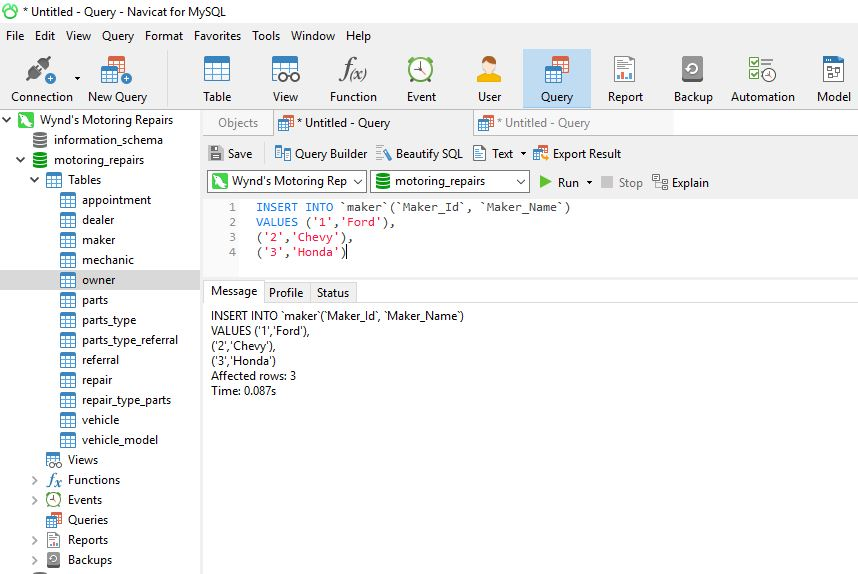 * Untitled - Query - Navicat for MySQL
File Edit View Query Format Favorites Tools Window Help
Connection New Query Table View Function Event User Query Report Backup Automation Model
f(x)
Wynd's Motoring Repairs
information_schema
motoring_repairs
Tables
appointment
dealer
maker
mechanic
owner
parts
parts_type
parts_type_referral
referral
repair
repair_type_parts
vehicle
vehicle_model
Views
fx Functions
Events
Queries
Reports
Backups
Objects * Untitled - Query * Untitled - Query
Save Query Builder Beautify SQL Text Export Result
Wynd's Motoring Rep motoring_repairs Run Stop Explain
1 INSERT INTO `maker`(`Maker_Id`, `Maker_Name`)
2 VALUES ('1','Ford'),
3 ('2','Chevy'),
4 ('3','Honda')
Message Profile Status
INSERT INTO `maker`(`Maker_Id`, `Maker_Name`)
VALUES ('1','Ford'),
('2','Chevy'),
('3','Honda')
Affected rows: 3
Time: 0.087s